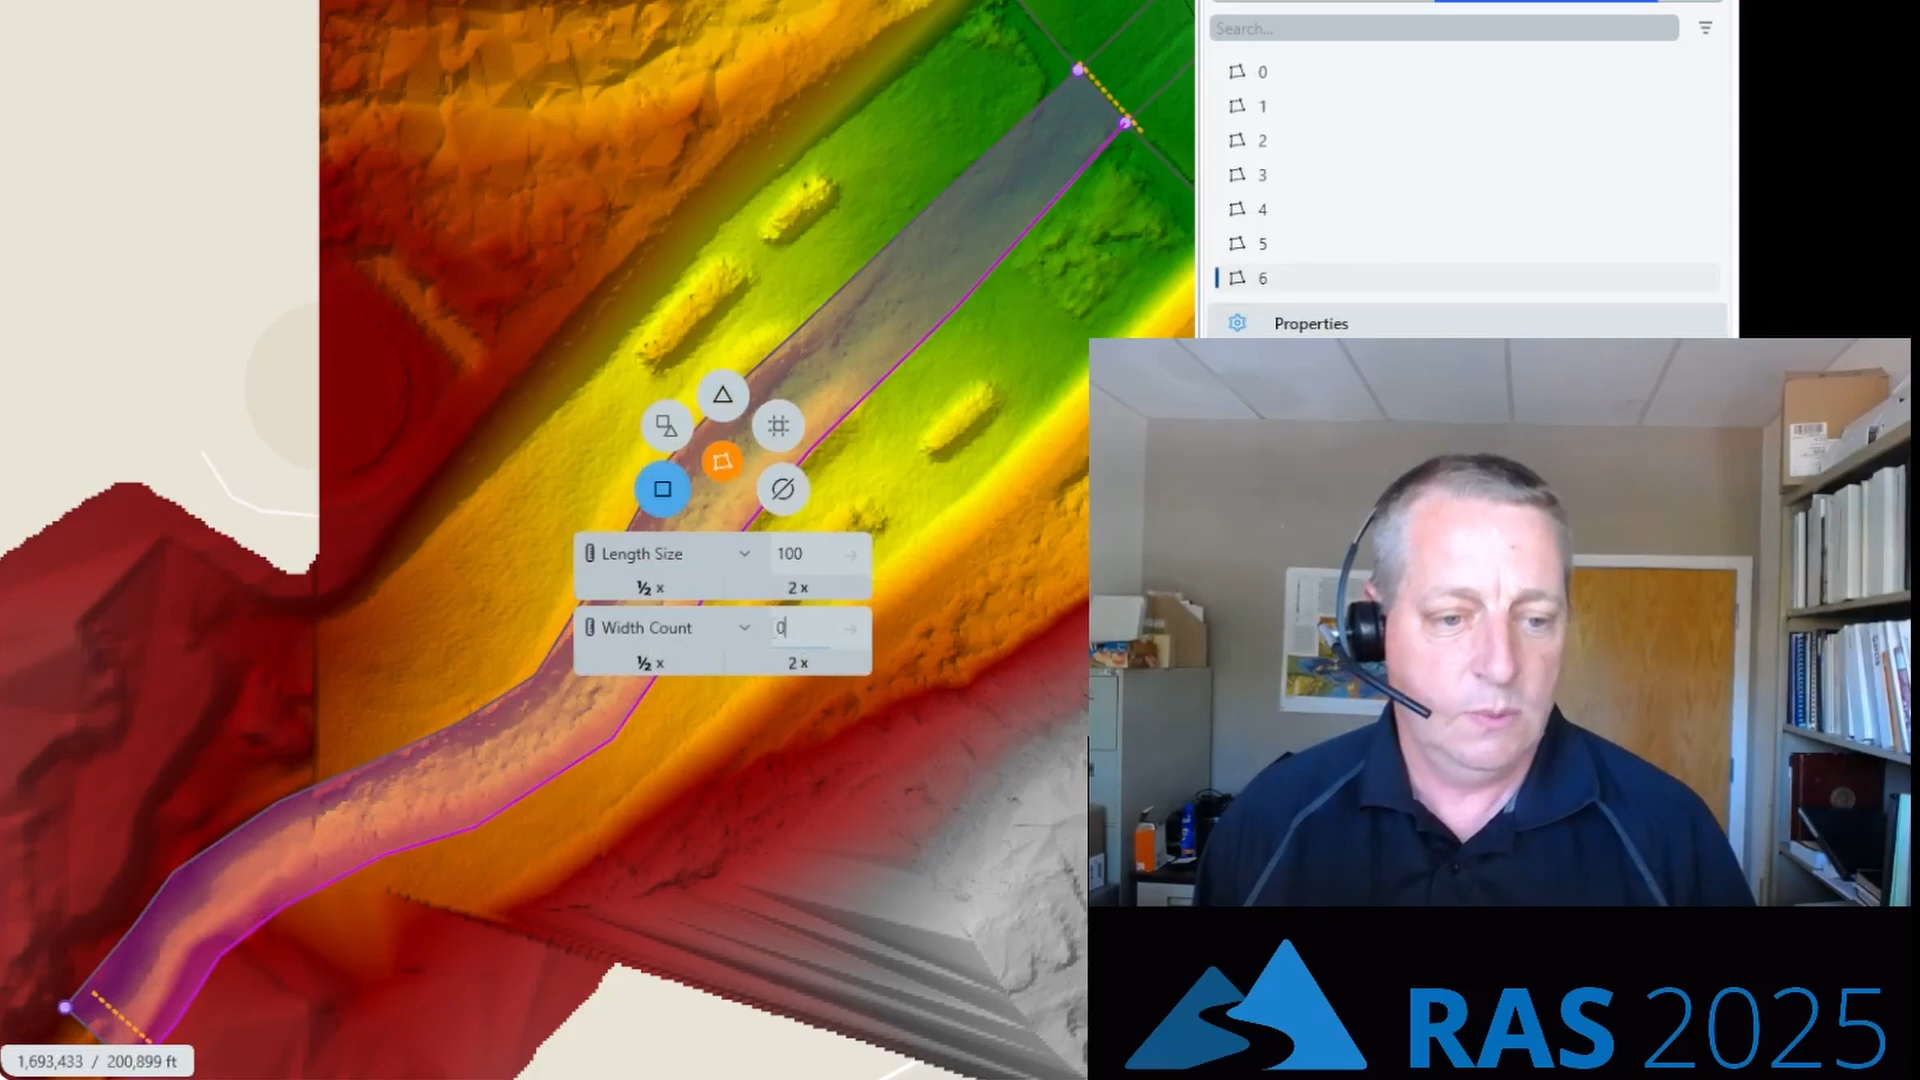 Search...
0
1
2
3
4
5
6
Properties
Length Size 100
½ x 2 x
Width Count 0
½ x 2 x
1,693,433 / 200,899 ft
RAS 2025